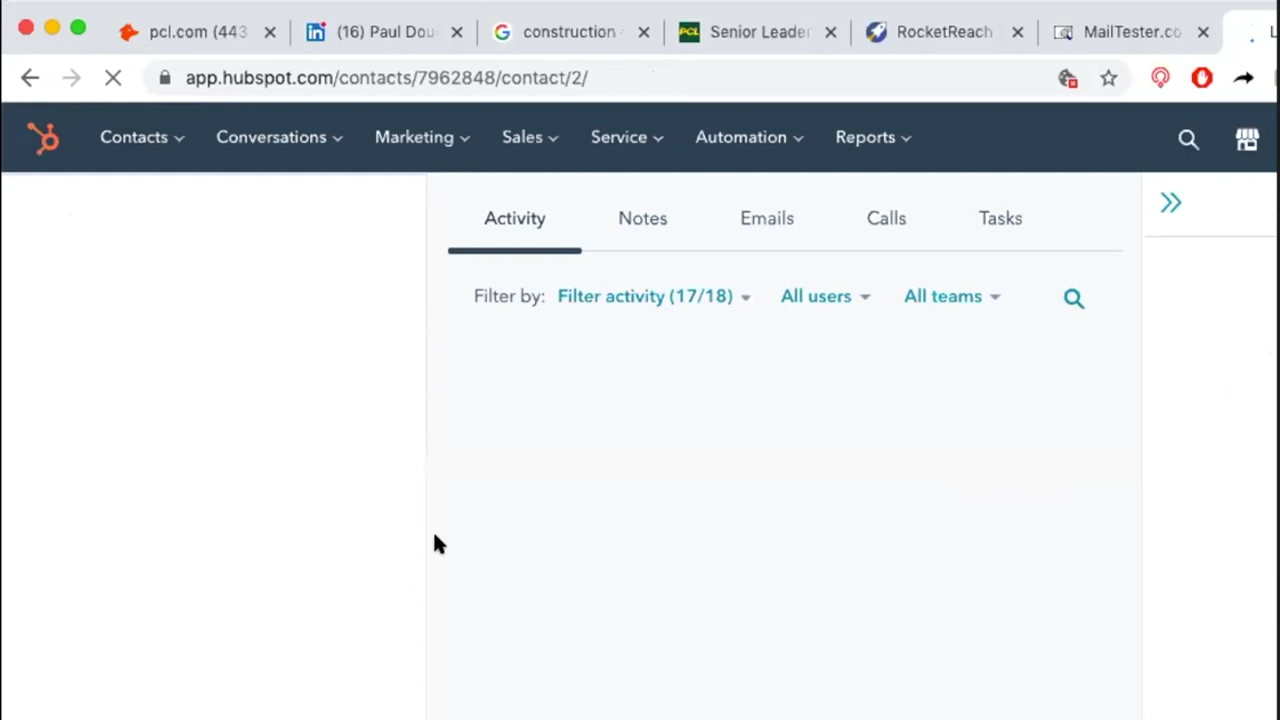 pcl.com (443
(16) Paul Dou
construction
PCL
Senior Leader
RocketReach
MailTester.co
app.hubspot.com/contacts/7962848/contact/2/
Contacts Conversations Marketing Sales Service Automation Reports
Activity Notes Emails Calls Tasks
Filter by: Filter activity (17/18) All users All teams